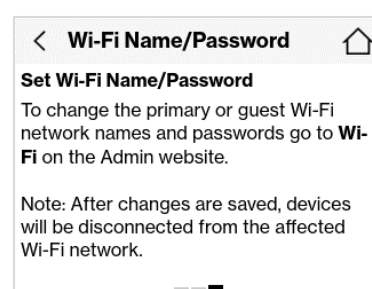 Wi-Fi Name/Password
Set Wi-Fi Name/Password
To change the primary or guest Wi-Fi
network names and passwords go to Wi-
Fi on the Admin website.
Note: After changes are saved, devices
will be disconnected from the affected
Wi-Fi network.